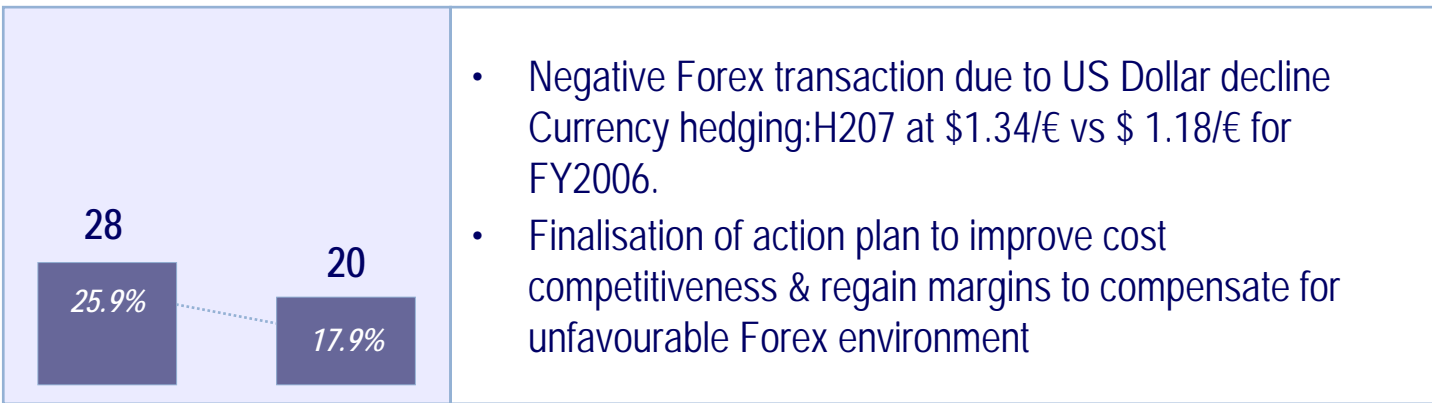 28
20
25.9%
17.9%
• Negative Forex transaction due to US Dollar decline
Currency hedging:H207 at $1.34/€ vs $ 1.18/€ for
FY2006.
• Finalisation of action plan to improve cost
competitiveness & regain margins to compensate for
unfavourable Forex environment